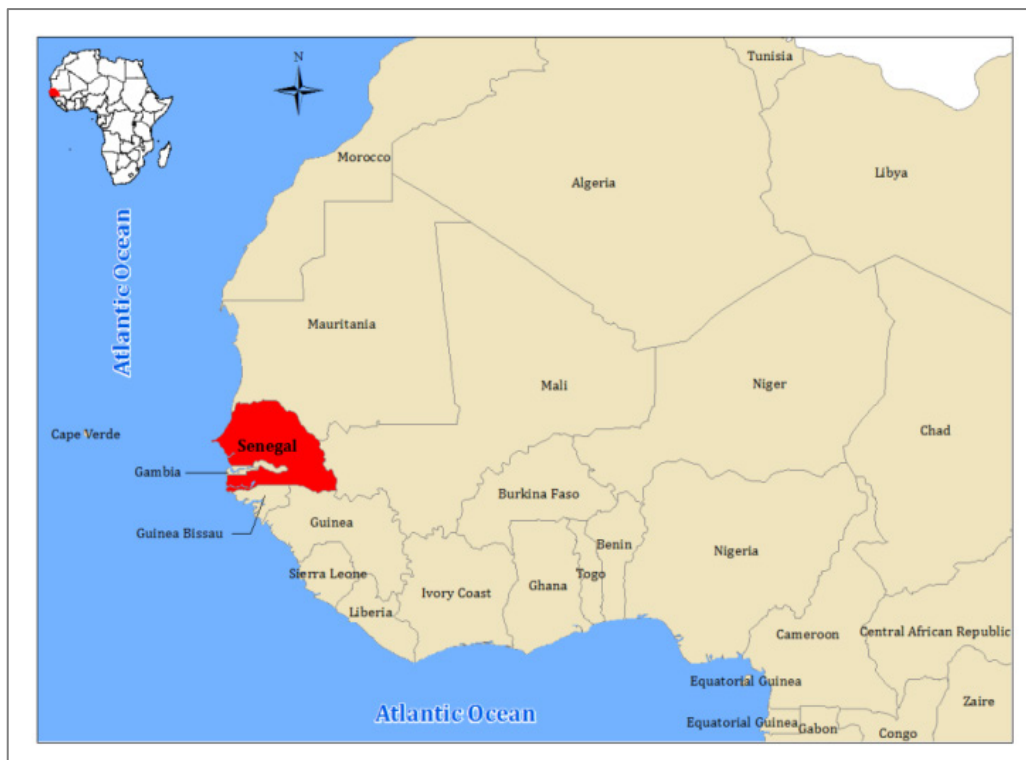 N
Tunisia
Morocco
Algeria
Libya
Atlantic Ocean
Mauritania
Mali
Niger
Chad
Cape Verde
Senegal
Gambia
Burkina Faso
Guinea Bissau
Guinea
Benin
Nigeria
Sierra Leone
Togo
Ghana
Ivory Coast
Liberia
Cameroon
Central African Republic
Equatorial Guinea
Zaire
Atlantic Ocean
Equatorial Guinea
Gabon
Congo